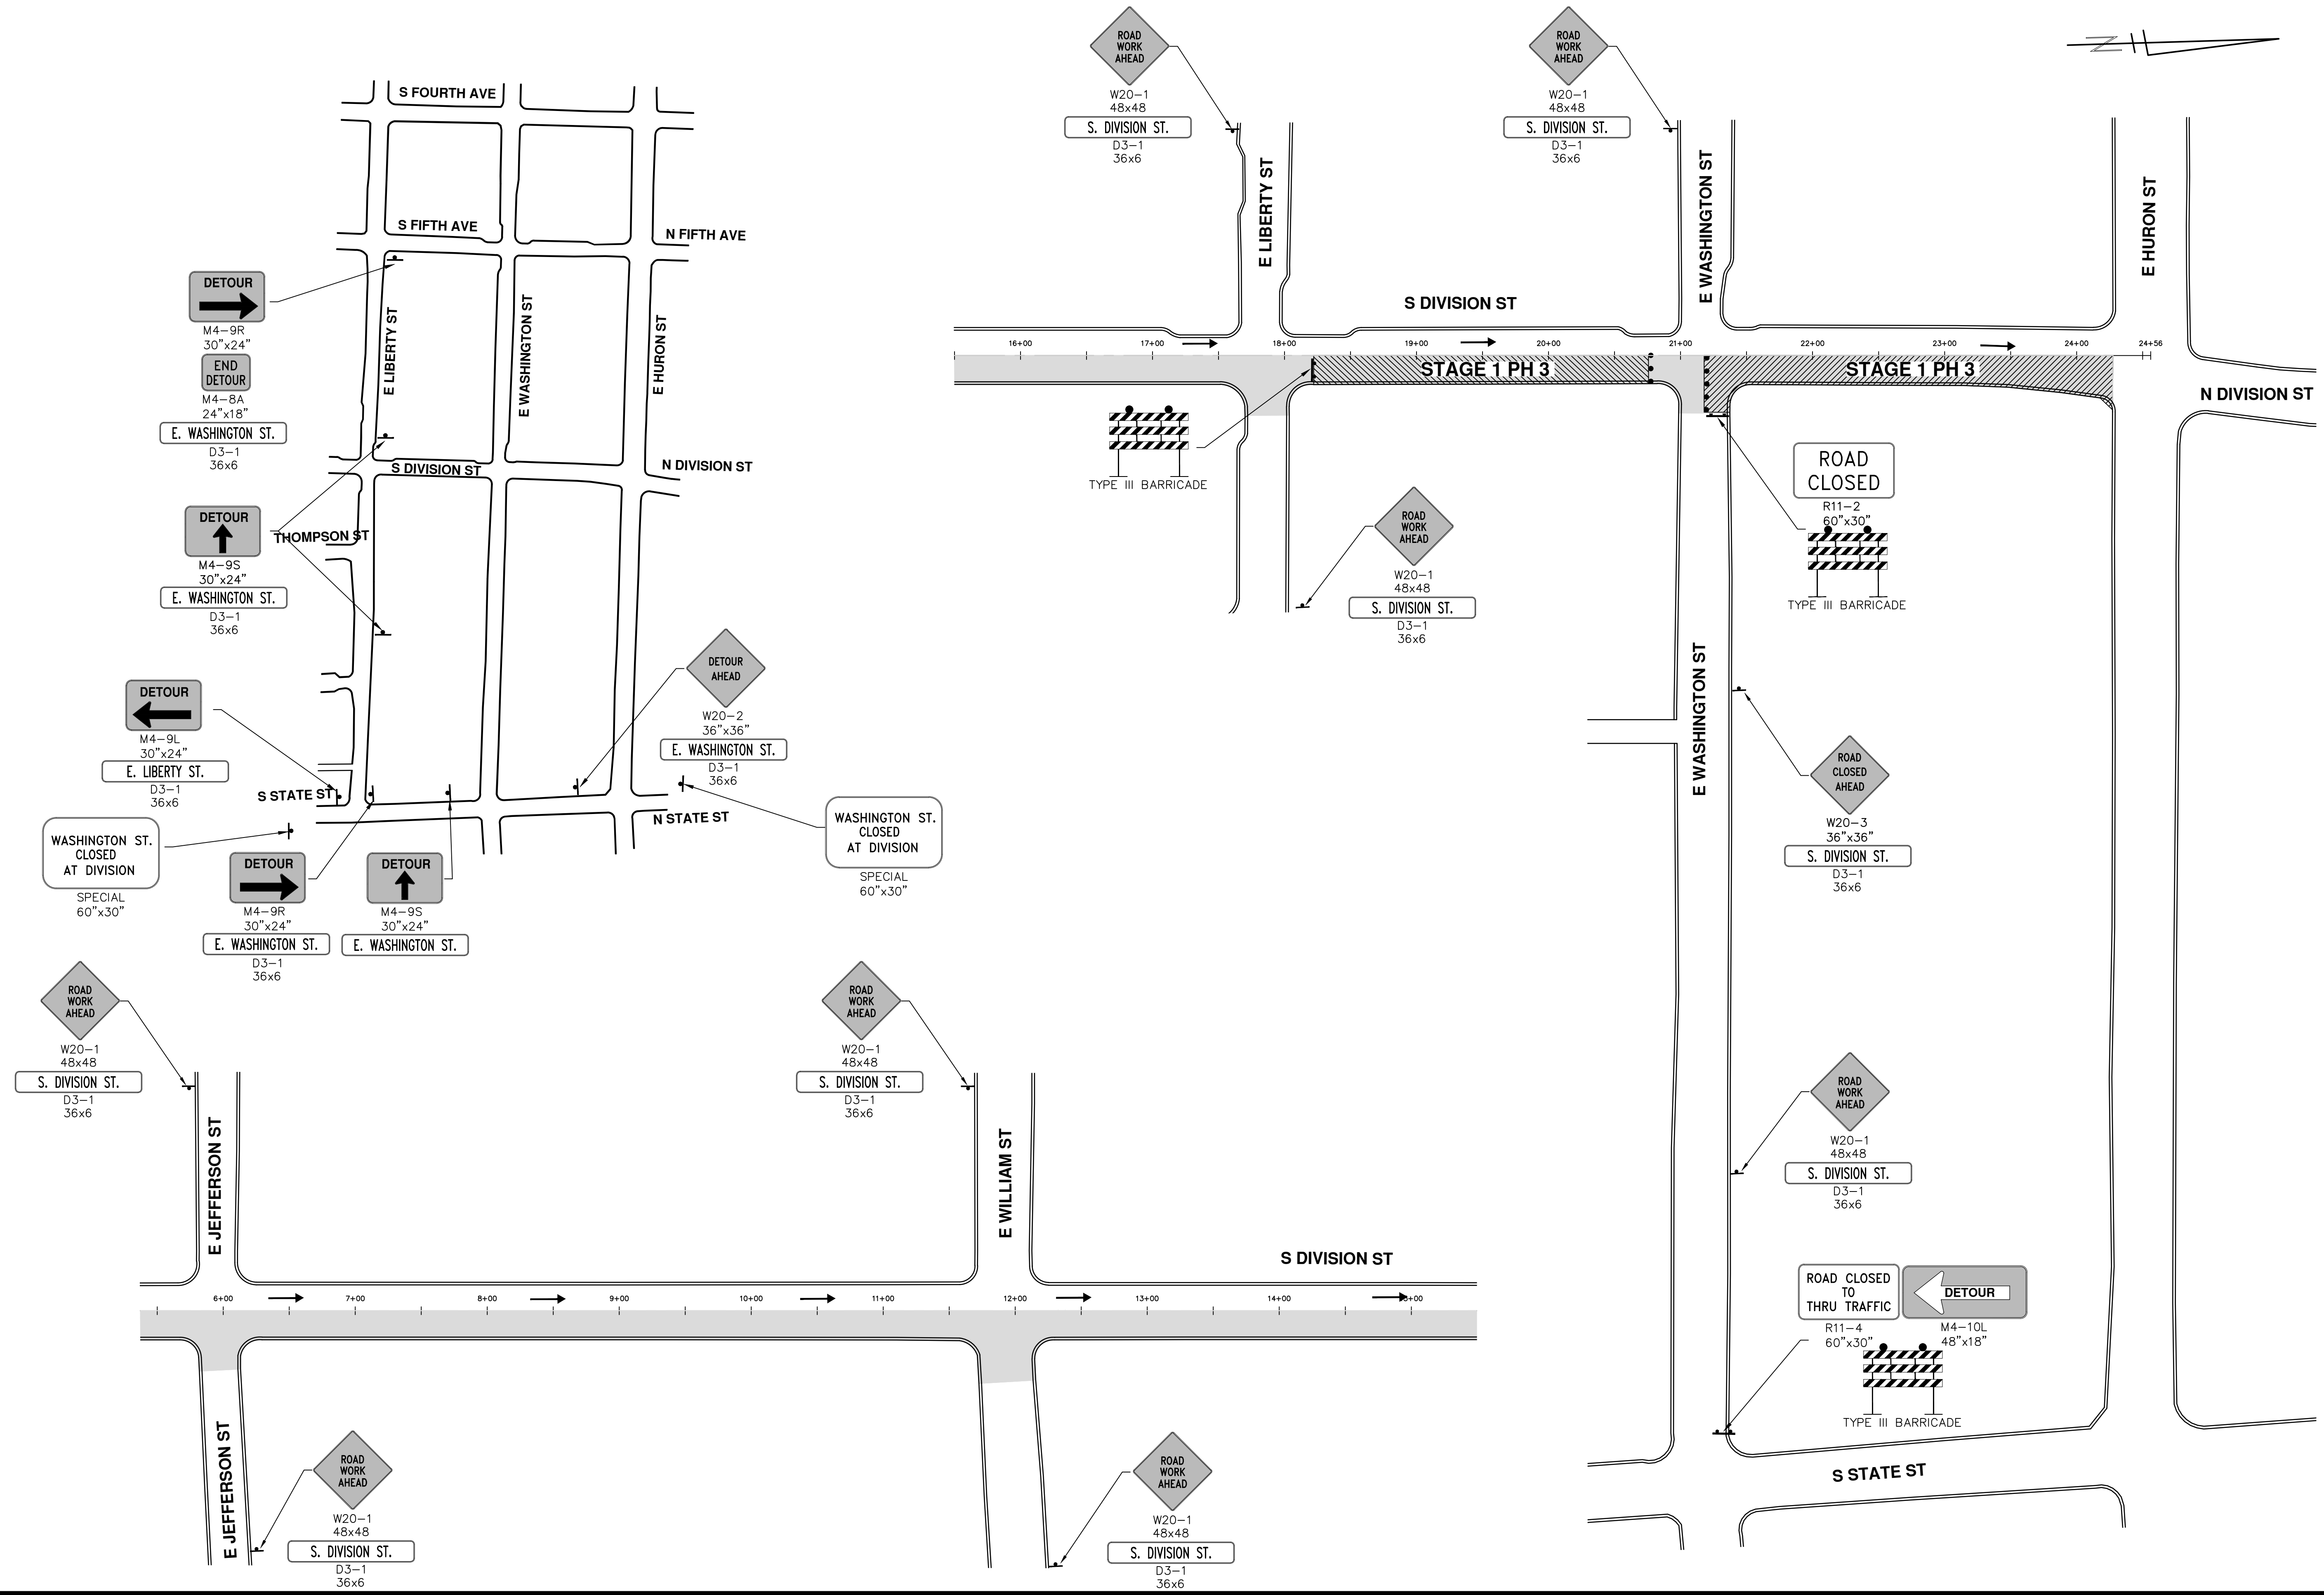 S FOURTH AVE
S FIFTH AVE
N FIFTH AVE
E LIBERTY ST
E WASHINGTON ST
E HURON ST
S DIVISION ST
N DIVISION ST
THOMPSON ST
S STATE ST
N STATE ST
DETOUR
M4-9R
30"x24"
END
DETOUR
M4-8A
24"x18"
E. WASHINGTON ST.
D3-1
36x6
DETOUR
M4-9S
30"x24"
E. WASHINGTON ST.
D3-1
36x6
DETOUR
M4-9L
30"x24"
E. LIBERTY ST.
D3-1
36x6
WASHINGTON ST.
CLOSED
AT DIVISION
SPECIAL
60"x30"
DETOUR
M4-9R
30"x24"
E. WASHINGTON ST.
D3-1
36x6
DETOUR
M4-9S
30"x24"
E. WASHINGTON ST.
DETOUR
AHEAD
W20-2
36"x36"
E. WASHINGTON ST.
D3-1
36x6
WASHINGTON ST.
CLOSED
AT DIVISION
SPECIAL
60"x30"
ROAD
WORK
AHEAD
W20-1
48x48
S. DIVISION ST.
D3-1
36x6
ROAD
WORK
AHEAD
W20-1
48x48
S. DIVISION ST.
D3-1
36x6
N
E LIBERTY ST
E WASHINGTON ST
E HURON ST
S DIVISION ST
16+00
17+00
18+00
19+00
20+00
21+00
22+00
23+00
24+00
24+56
STAGE 1 PH 3
STAGE 1 PH 3
N DIVISION ST
TYPE III BARRICADE
ROAD
WORK
AHEAD
W20-1
48x48
S. DIVISION ST.
D3-1
36x6
ROAD
CLOSED
R11-2
60"x30"
TYPE III BARRICADE
E WASHINGTON ST
ROAD
CLOSED
AHEAD
W20-3
36"x36"
S. DIVISION ST.
D3-1
36x6
ROAD
WORK
AHEAD
W20-1
48x48
S. DIVISION ST.
D3-1
36x6
ROAD CLOSED
TO
THRU TRAFFIC
R11-4
60"x30"
DETOUR
M4-10L
48"x18"
TYPE III BARRICADE
S STATE ST
ROAD
WORK
AHEAD
W20-1
48x48
S. DIVISION ST.
D3-1
36x6
ROAD
WORK
AHEAD
W20-1
48x48
S. DIVISION ST.
D3-1
36x6
E JEFFERSON ST
E WILLIAM ST
S DIVISION ST
6+00
7+00
8+00
9+00
10+00
11+00
12+00
13+00
14+00
15+00
E JEFFERSON ST
ROAD
WORK
AHEAD
W20-1
48x48
S. DIVISION ST.
D3-1
36x6
ROAD
WORK
AHEAD
W20-1
48x48
S. DIVISION ST.
D3-1
36x6